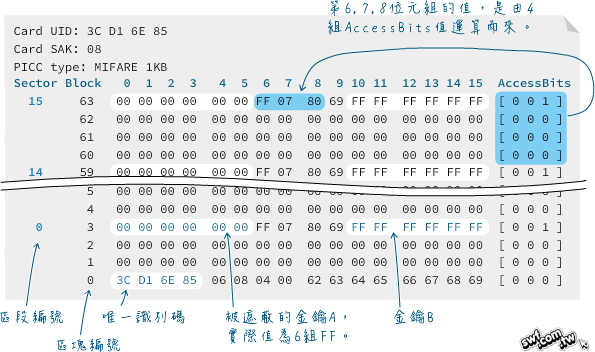 第6,7,8位元組的值，是由4
組AccessBits值運算而來。
Card UID: 3C D1 6E 85
Card SAK: 08
PICC type: MIFARE 1KB
Sector Block 0 1 2 3 4 5 6 7 8 9 10 11 12 13 14 15 AccessBits
15 63 00 00 00 00 00 00 FF 07 80 69 FF FF FF FF FF FF [ 0 0 1 ]
62 00 00 00 00 00 00 00 00 00 00 00 00 00 00 00 00 [ 0 0 0 ]
61 00 00 00 00 00 00 00 00 00 00 00 00 00 00 00 00 [ 0 0 0 ]
60 00 00 00 00 00 00 00 00 00 00 00 00 00 00 00 00 [ 0 0 0 ]
14 59 00 00 00 00 00 00 FF 07 80 69 FF FF FF FF FF FF [ 0 0 1 ]
5 00 00 00 00 00 00 00 00 00 00 00 00 00 00 00 00 [ 0 0 0 ]
4 00 00 00 00 00 00 00 00 00 00 00 00 00 00 00 00 [ 0 0 0 ]
0 3 00 00 00 00 00 00 FF 07 80 69 FF FF FF FF FF FF [ 0 0 1 ]
2 00 00 00 00 00 00 00 00 00 00 00 00 00 00 00 00 [ 0 0 0 ]
1 00 00 00 00 00 00 00 00 00 00 00 00 00 00 00 00 [ 0 0 0 ]
0 3C D1 6E 85 06 08 04 00 62 63 64 65 66 67 68 69 [ 0 0 0 ]
區段編號
唯一識別碼
被遮蔽的金鑰A，
實際值為6組FF。
金鑰B
區塊編號
swf.com.tw